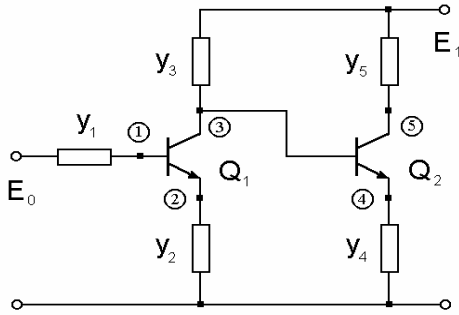 E₁
y₃ y₅
y₁ ① ③ ⑤
E₀ ② Q₁ ④ Q₂
y₂ y₄